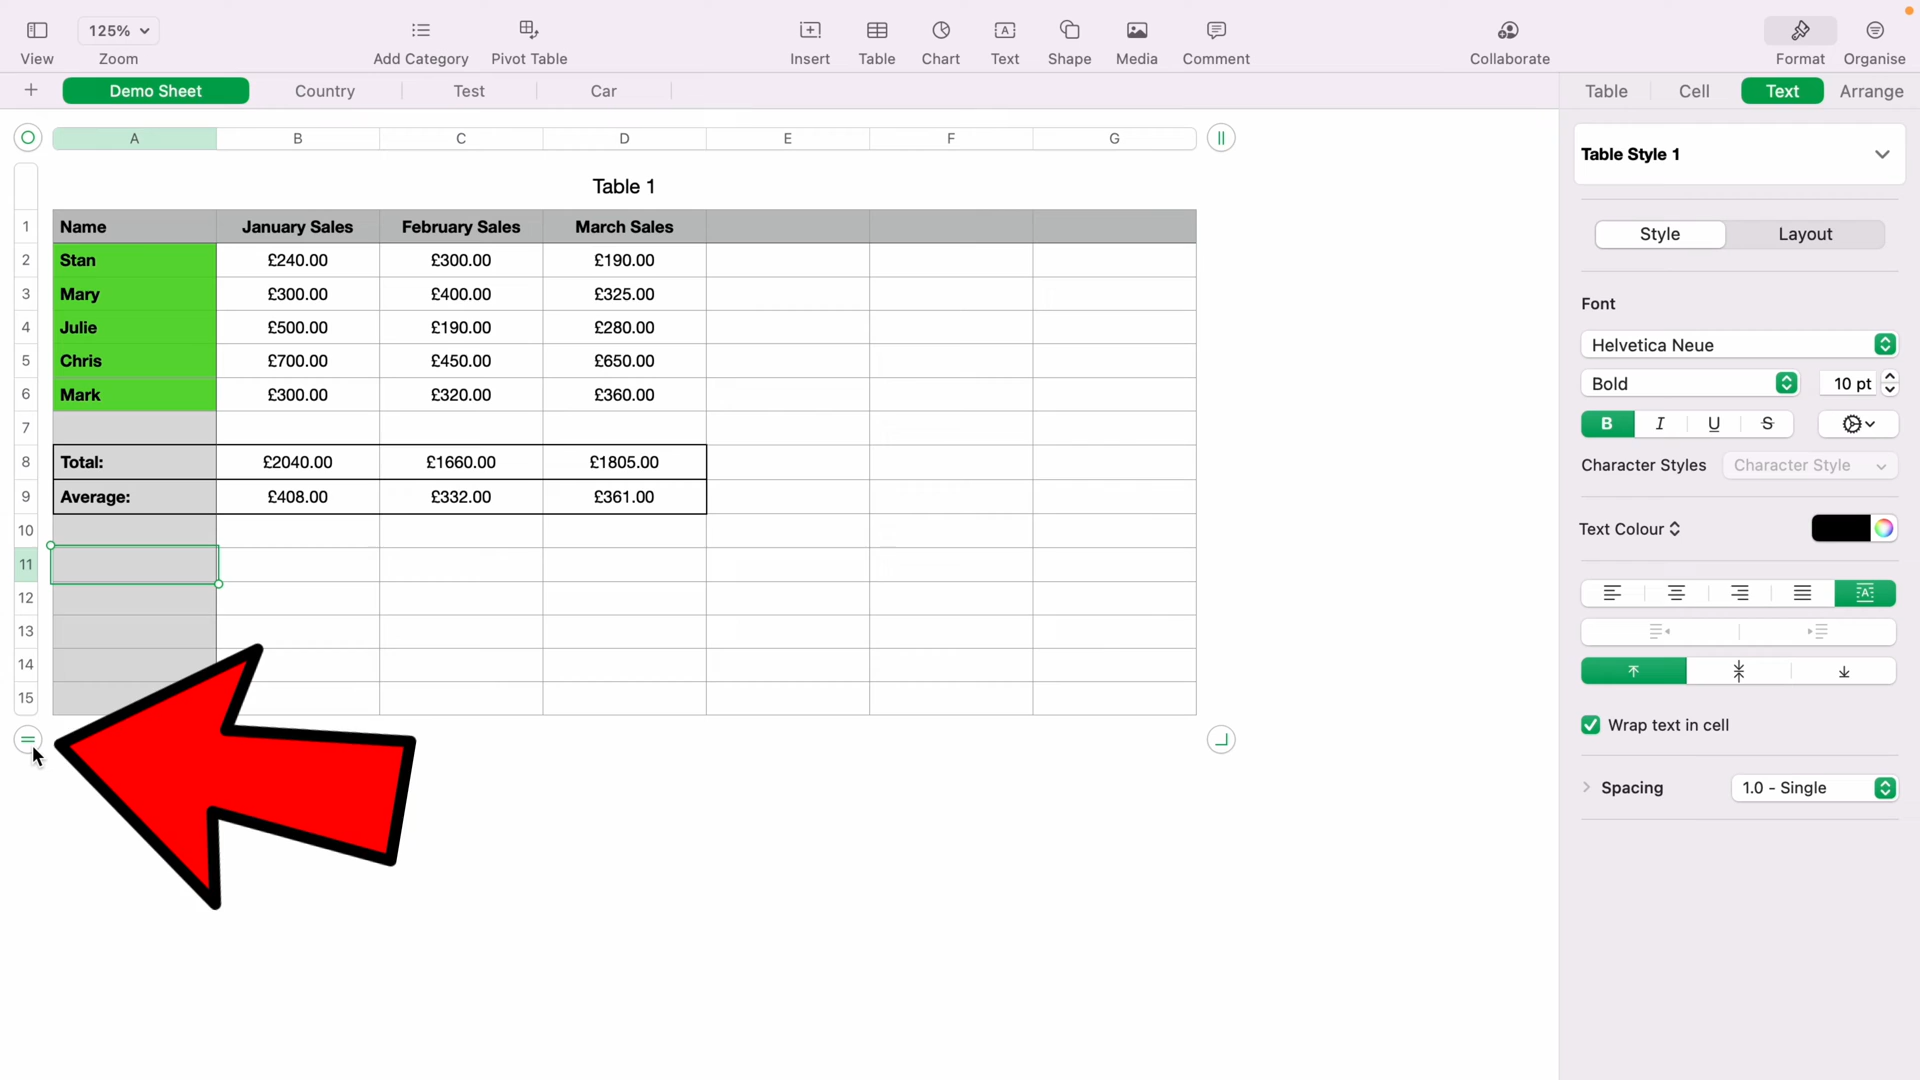 125%
View Zoom Add Category Pivot Table Insert Table Chart Text Shape Media Comment Collaborate Format Organise
+ Demo Sheet Country Test Car Table Cell Text Arrange
A B C D E F G
Table Style 1
Table 1
Style Layout
1 Name January Sales February Sales March Sales
2 Stan £240.00 £300.00 £190.00
3 Mary £300.00 £400.00 £325.00
4 Julie £500.00 £190.00 £280.00
5 Chris £700.00 £450.00 £650.00
6 Mark £300.00 £320.00 £360.00
7
8 Total: £2040.00 £1660.00 £1805.00
9 Average: £408.00 £332.00 £361.00
10
11
12
13
14
15
Font
Helvetica Neue
Bold 10 pt
B I U S
Character Styles Character Style
Text Colour
Wrap text in cell
Spacing 1.0 - Single